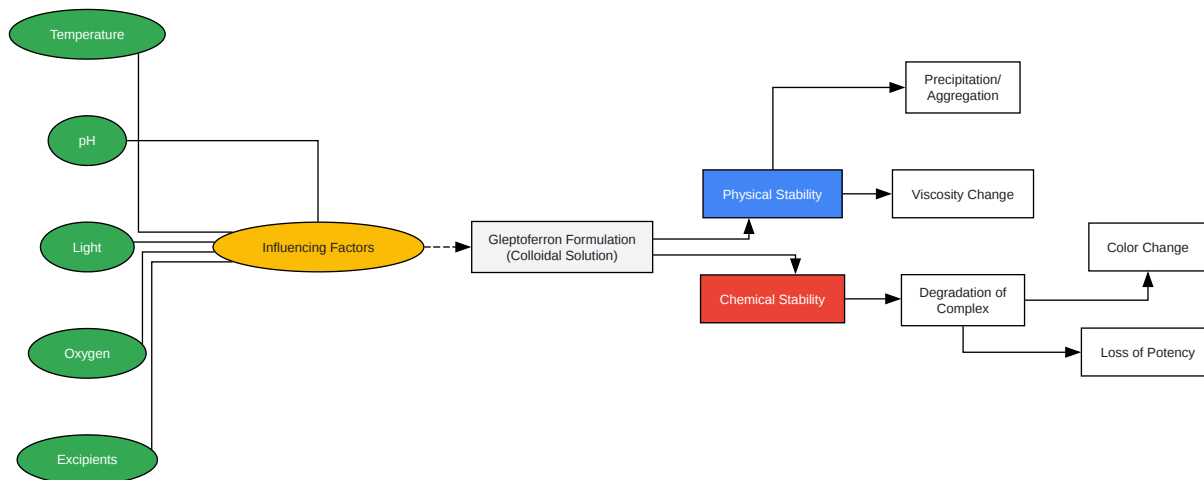 Temperature
pH
Light
Oxygen
Excipients
Influencing Factors
Gleptoferron Formulation
(Colloidal Solution)
Physical Stability
Chemical Stability
Precipitation/
Aggregation
Viscosity Change
Degradation of
Complex
Color Change
Loss of Potency